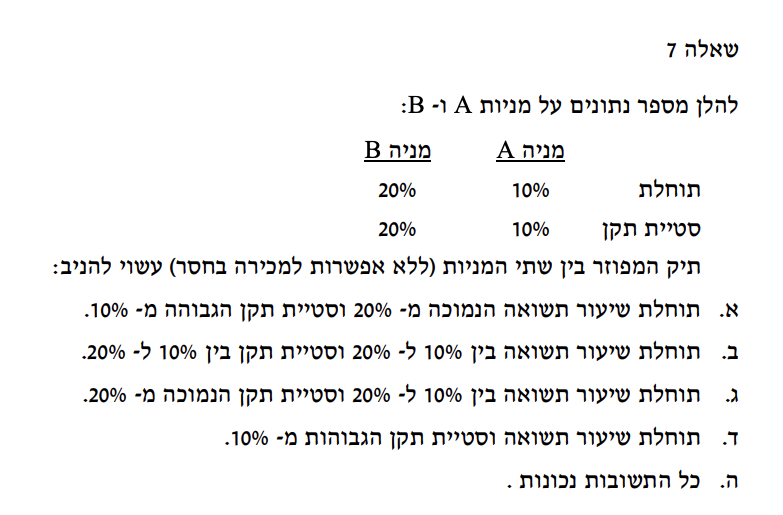 שאלה 7
להלן מספר נתונים על מניות A ו- B:
מניה A מניה B
תוחלת 10% 20%
סטיית תקן 10% 20%
תיק המפוזר בין שתי המניות (ללא אפשרות למכירה בחסר) עשוי להניב:
א. תוחלת שיעור תשואה הנמוכה מ- 20% וסטיית תקן הגבוהה מ- 10%.
ב. תוחלת שיעור תשואה בין 10% ל- 20% וסטיית תקן בין 10% ל- 20%.
ג. תוחלת שיעור תשואה בין 10% ל- 20% וסטיית תקן הנמוכה מ- 20%.
ד. תוחלת שיעור תשואה וסטיית תקן הגבוהות מ- 10%.
ה. כל התשובות נכונות .